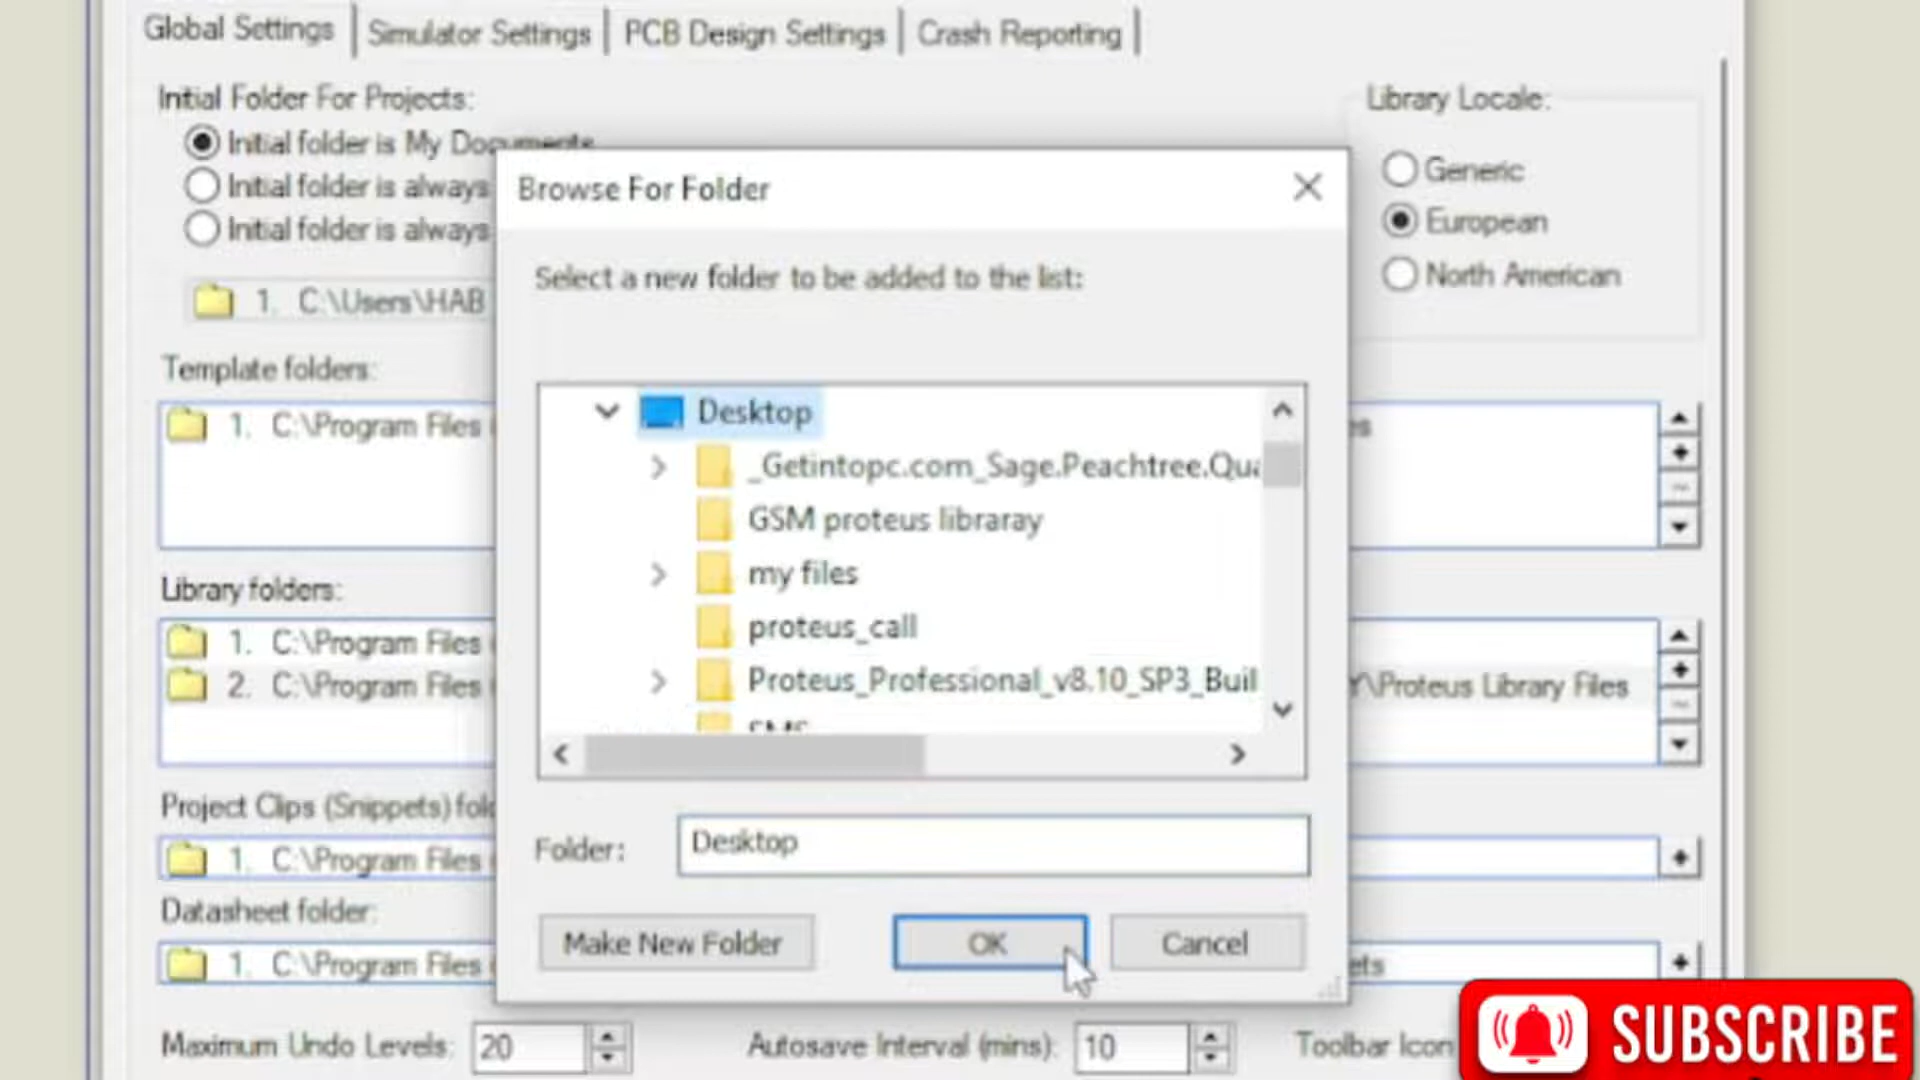 Global Settings Simulator Settings PCB Design Settings Crash Reporting
Initial Folder For Projects:
Initial folder is My Documents
Initial folder is always
Initial folder is always
1. C:\Users\HAB
Library Locale:
Generic
European
North American
Template folders:
1. C:\Program Files
Library folders:
1. C:\Program Files
2. C:\Program Files
\Proteus Library Files
Project Clips (Snippets)
1. C:\Program Files
Datasheet folder:
1. C:\Program Files
Maximum Undo Levels: 20 Autosave Interval (mins): 10 Toolbar Icon
Browse For Folder
Select a new folder to be added to the list:
Desktop
_Getintopc.com_Sage.Peachtree.Qua
GSM proteus libraray
my files
proteus_call
Proteus_Professional_v8.10_SP3_Buil
Folder: Desktop
Make New Folder OK Cancel
SUBSCRIBE